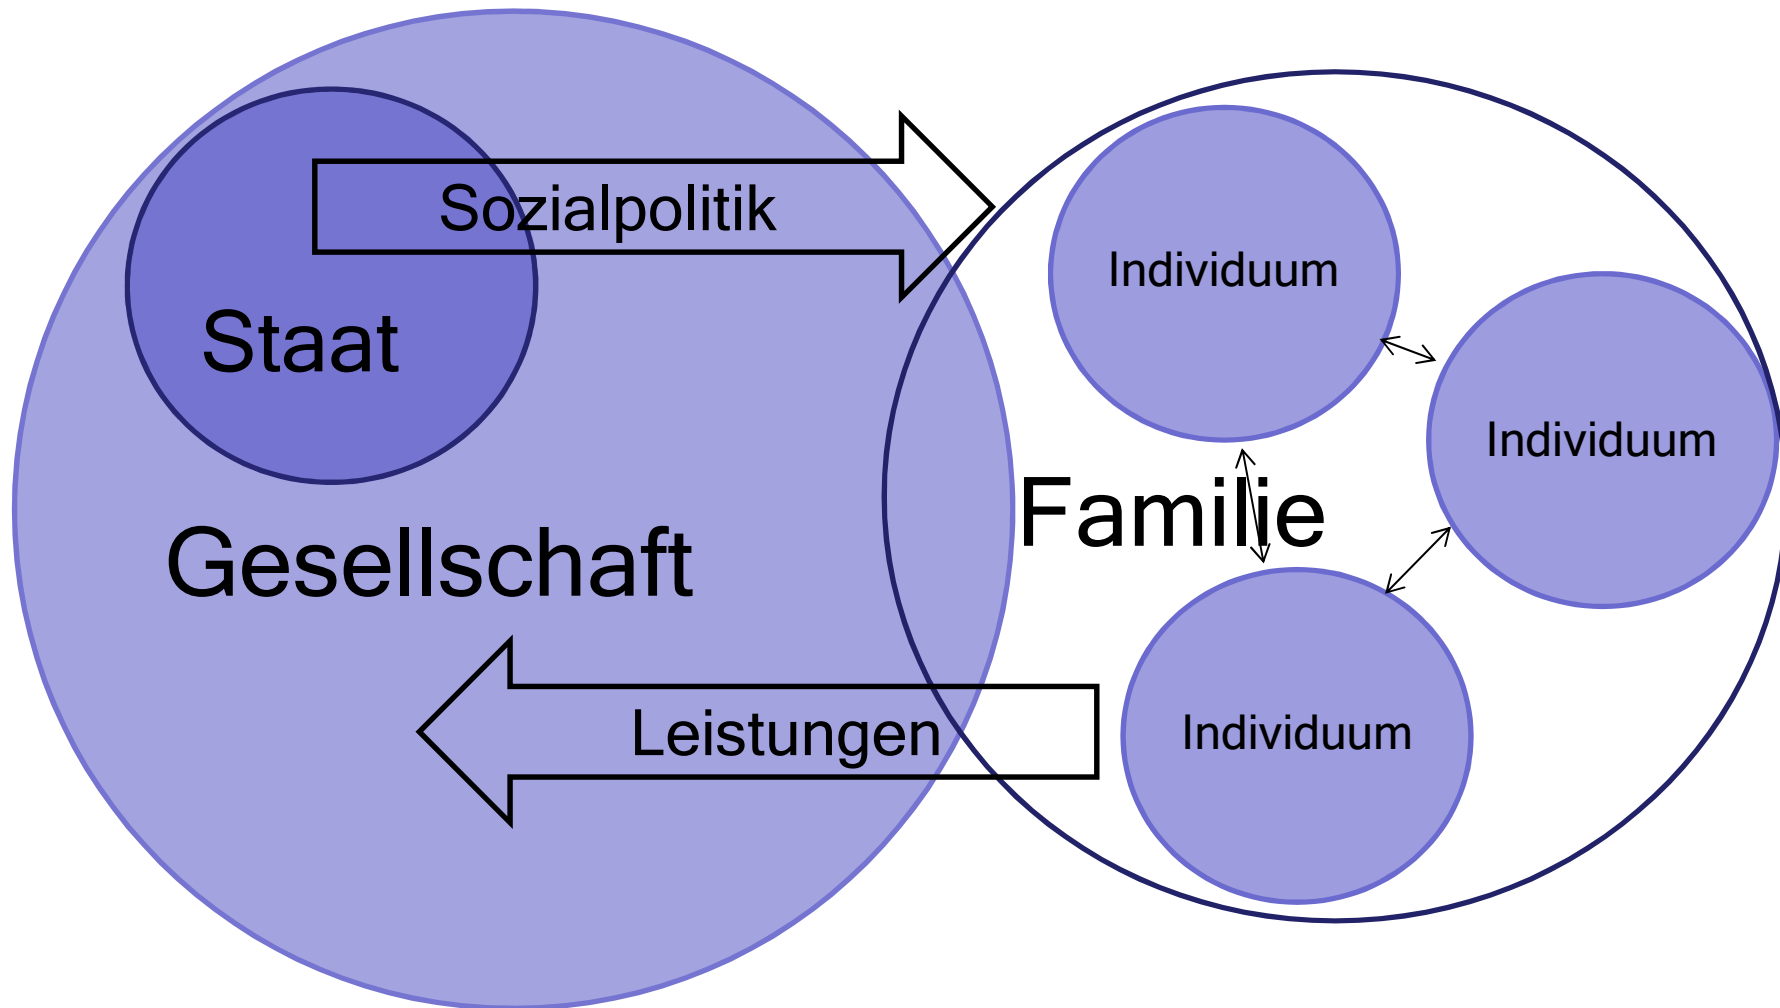 Sozialpolitik
Staat
Gesellschaft
Leistungen
Individuum
Individuum
Familie
Individuum